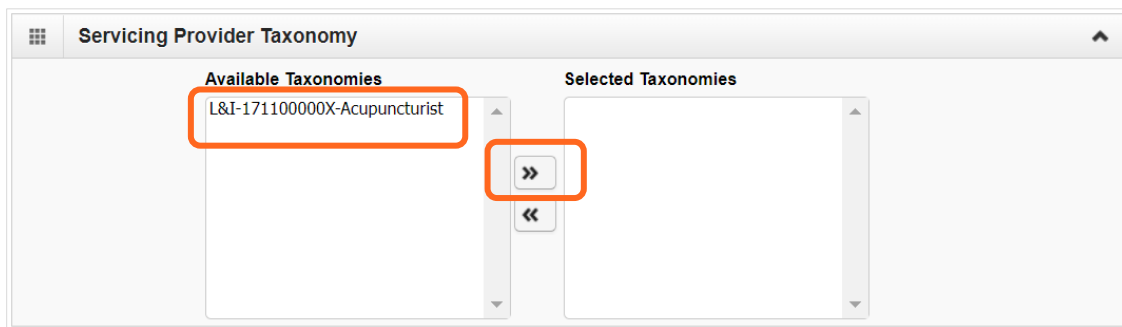 Servicing Provider Taxonomy
Available Taxonomies
Selected Taxonomies
L&I-171100000X-Acupuncturist
»
«